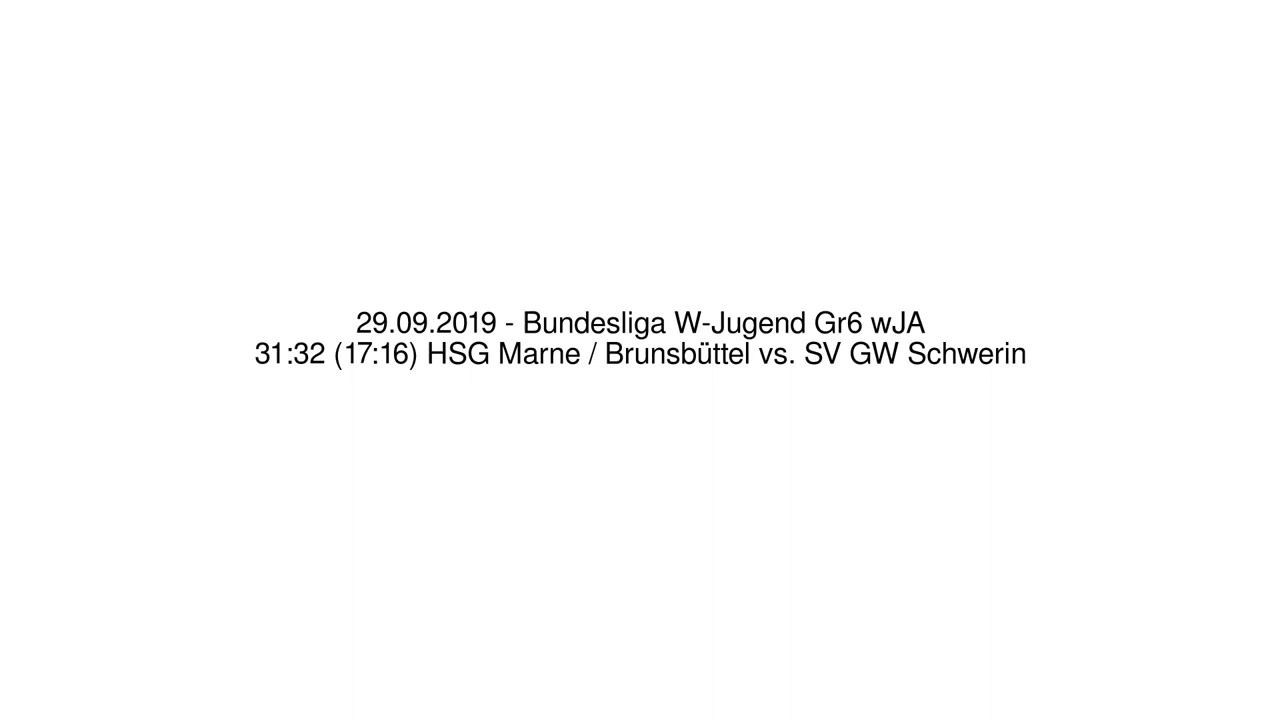 29.09.2019 - Bundesliga W-Jugend Gr6 wJA
31:32 (17:16) HSG Marne / Brunsbüttel vs. SV GW Schwerin